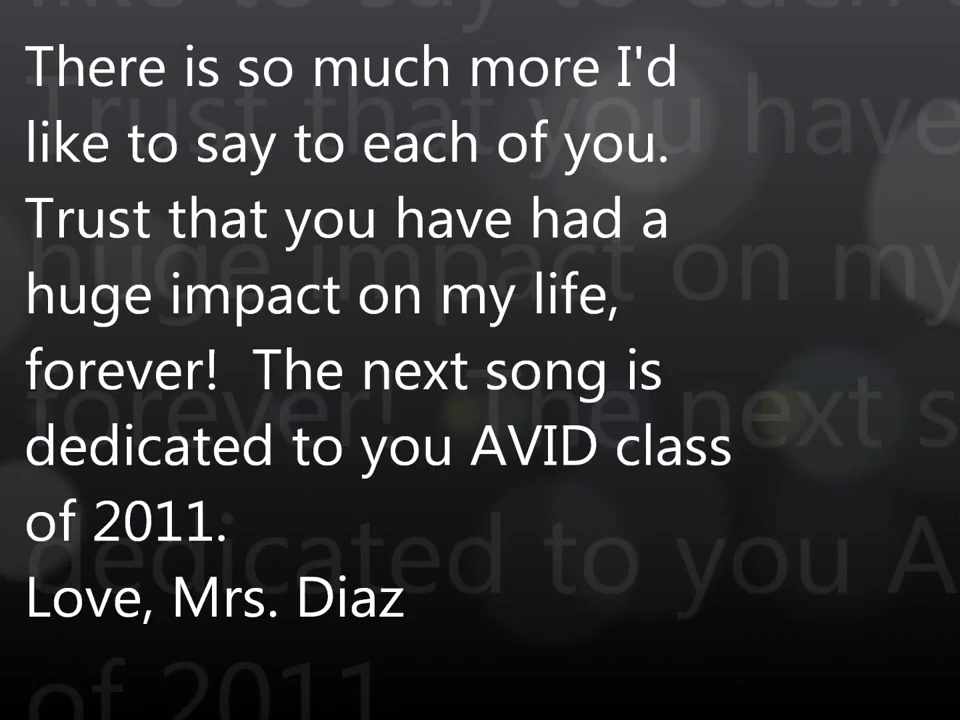 There is so much more I'd
like to say to each of you.
Trust that you have had a
huge impact on my life,
forever!  The next song is
dedicated to you AVID class
of 2011.
Love, Mrs. Diaz